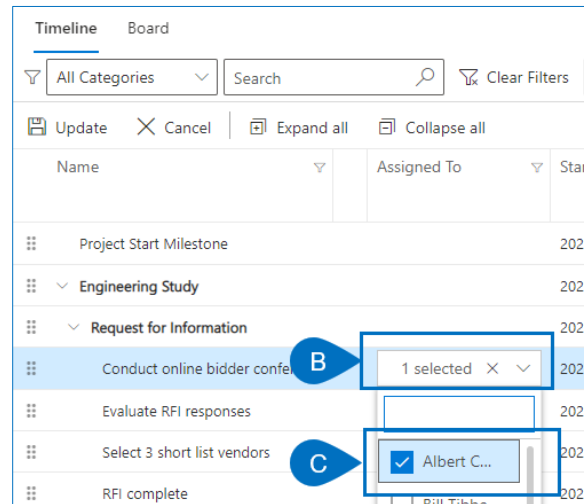 Timeline Board
All Categories Search Clear Filters
Update Cancel Expand all Collapse all
Name Assigned To Star
Project Start Milestone 202
Engineering Study 202
Request for Information 202
Conduct online bidder confe B 1 selected 202
Evaluate RFI responses
Select 3 short list vendors C Albert C... 202
RFI complete Bill 202